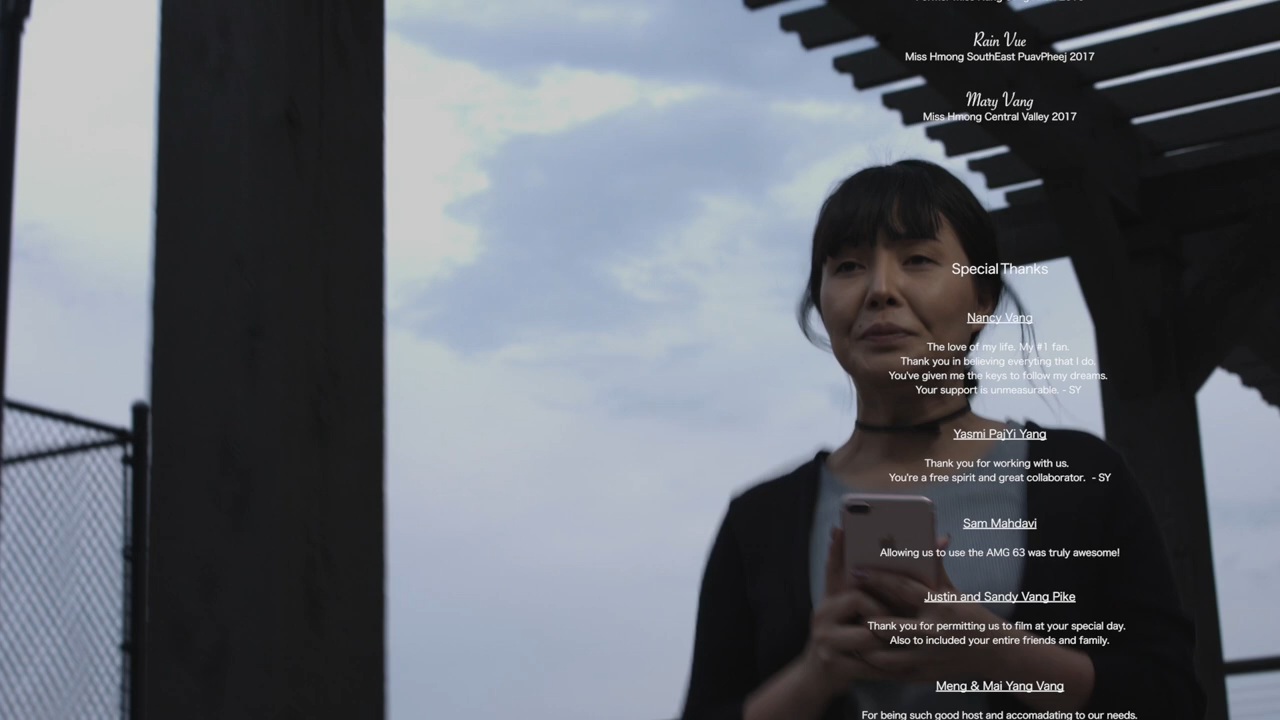 Rain Vue
Miss Hmong SouthEast PuavPheej 2017
Mary Vang
Miss Hmong Central Valley 2017
Special Thanks
Nancy Vang
The love of my life. My #1 fan.
Thank you in believing everyting that I do.
You've given me the keys to follow my dreams.
Your support is unmeasurable. - SY
Yasmi PajYi Yang
Thank you for working with us.
You're a free spirit and great collaborator. - SY
Sam Mahdavi
Allowing us to use the AMG 63 was truly awesome!
Justin and Sandy Vang Pike
Thank you for permitting us to film at your special day.
Also to included your entire friends and family.
Meng & Mai Yang Vang
For being such good host and accomadating to our needs.